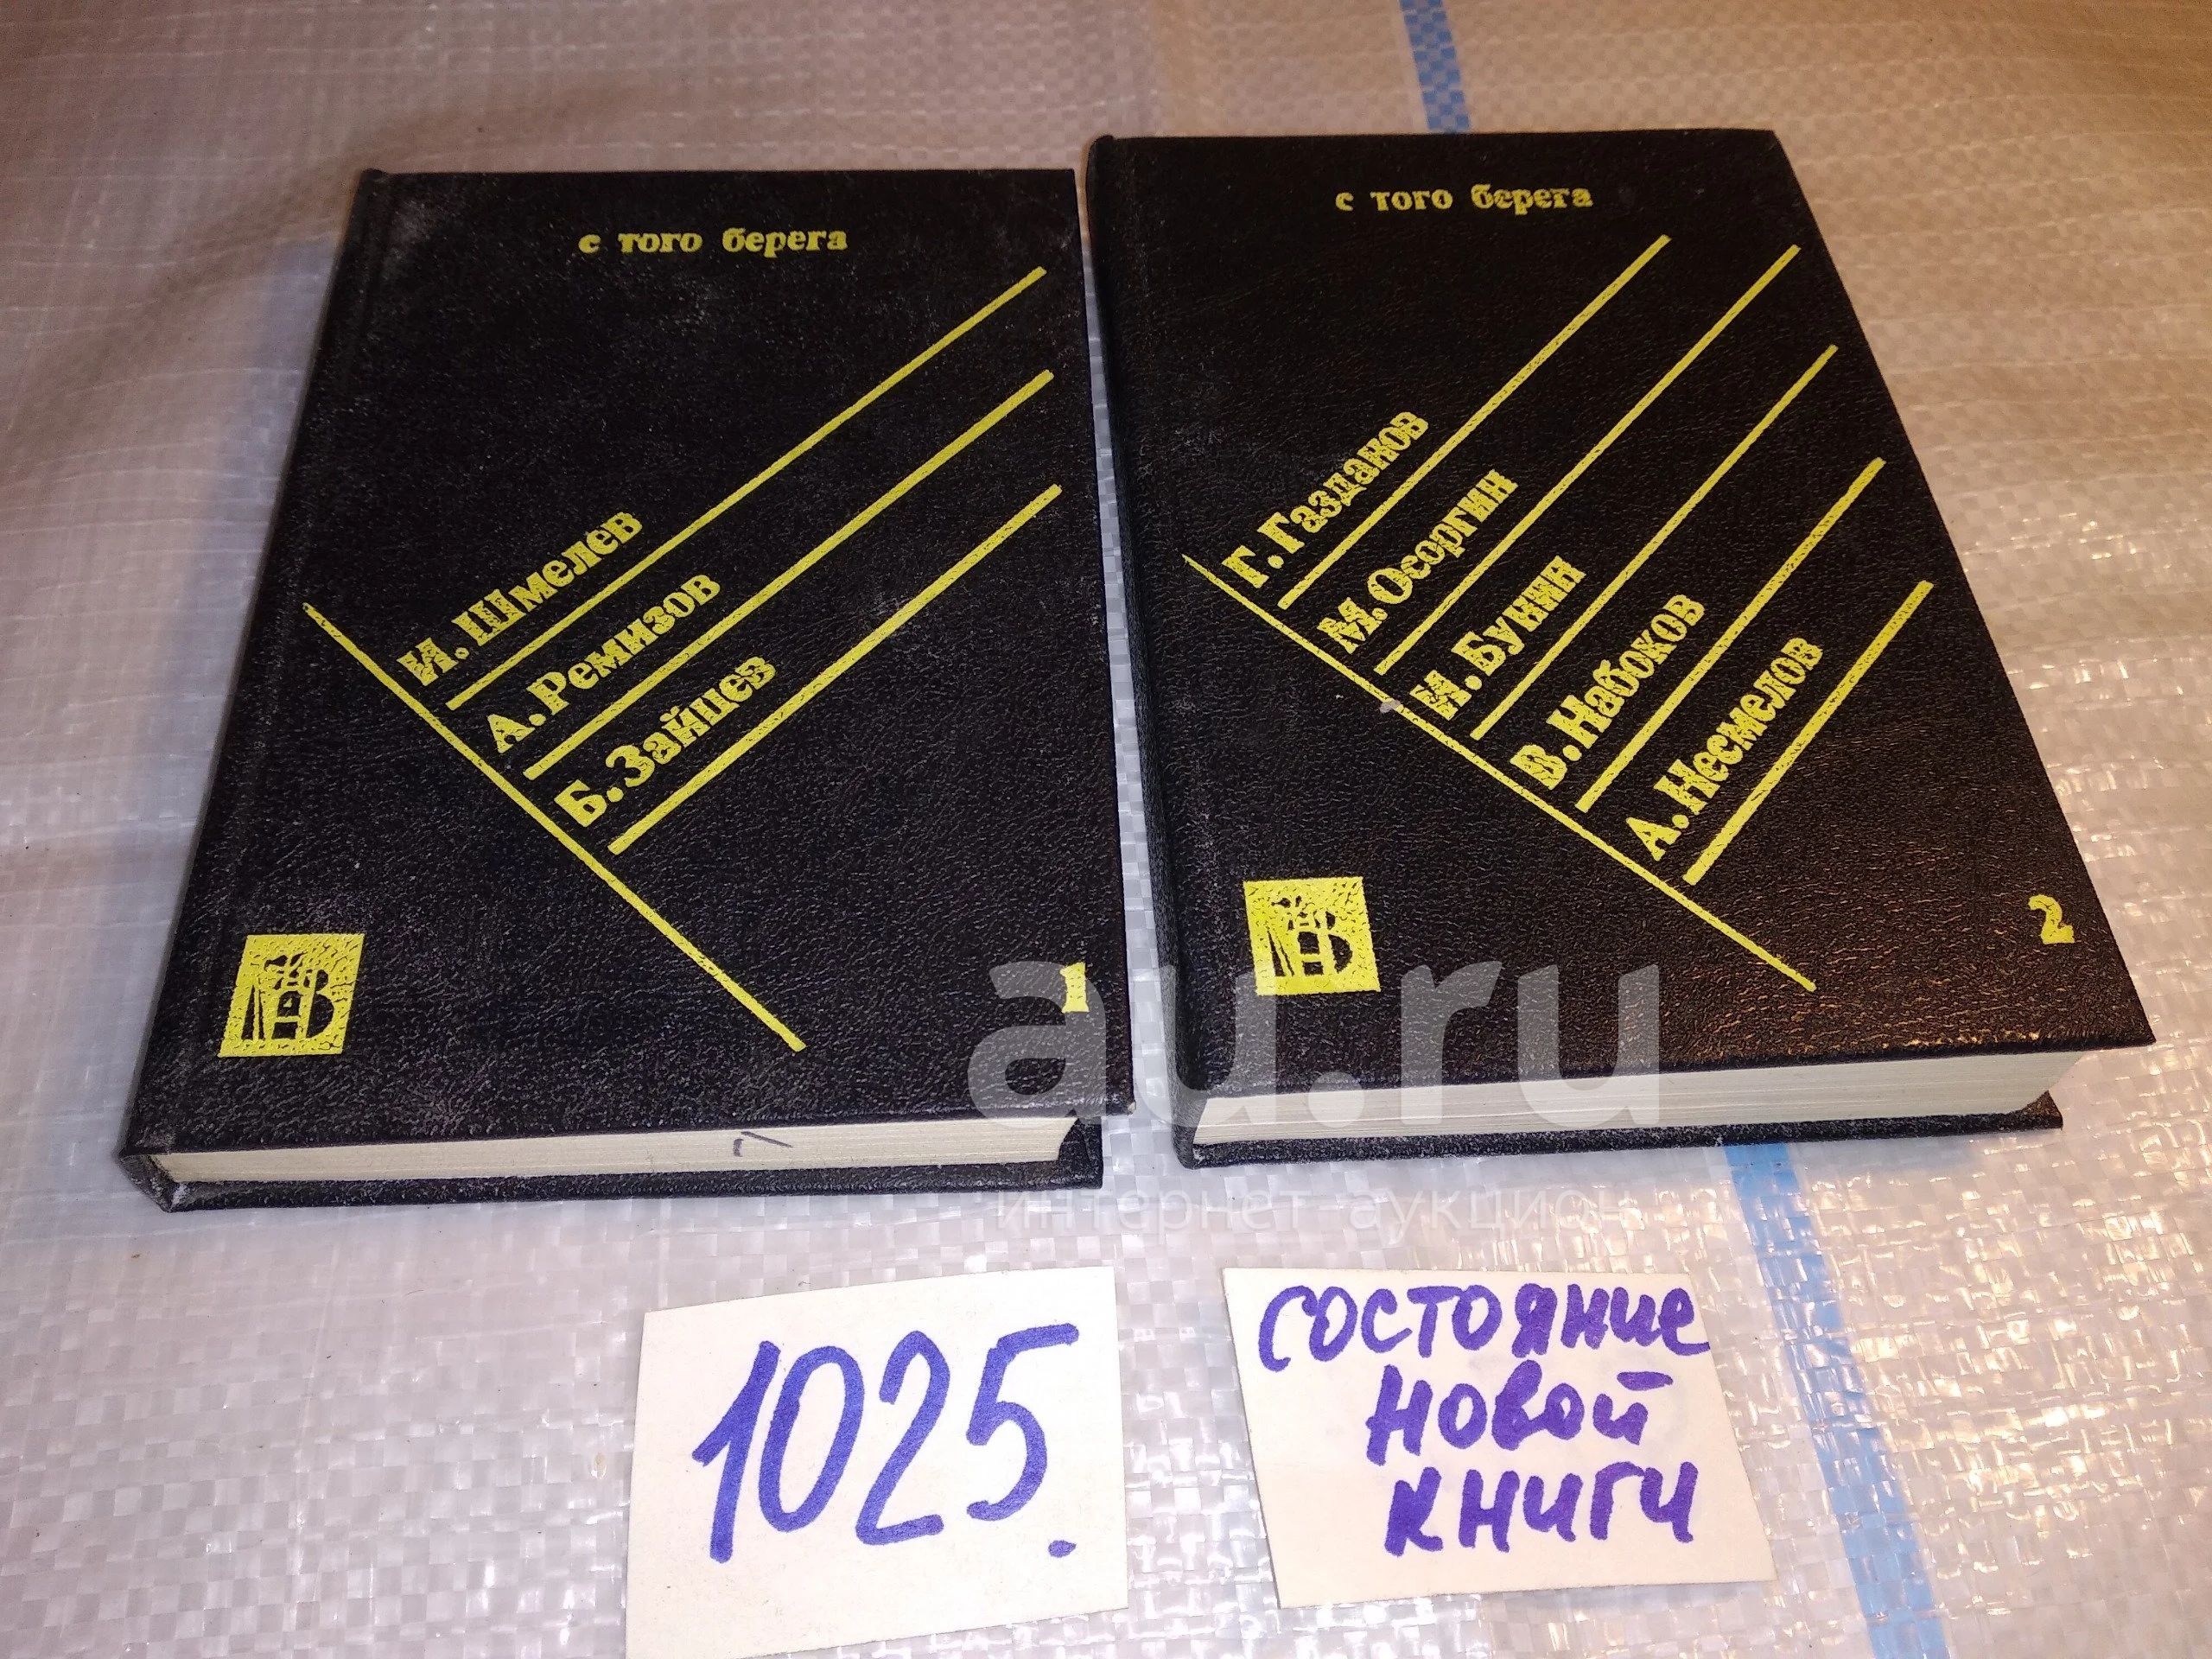 с того берега
И. Шмелев
А. Ремизов
Б. Зайцев
1
с того берега
Г. Газданов
М. Осоргин
И. Бунин
В. Набоков
А. Несмелов
2
au.ru
интернет-аукцион
1025.
состояние
новой
книги